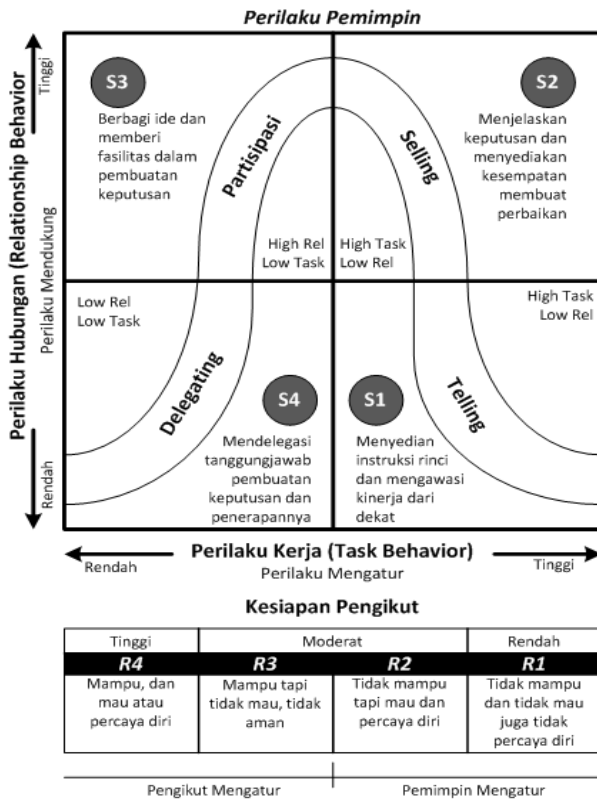 Perilaku Pemimpin
Perilaku Hubungan (Relationship Behavior)
Perilaku Mendukung
Tinggi
Rendah
S3
Berbagi ide dan
memberi
fasilitas dalam
pembuatan
keputusan
Partisipasi
High Rel
Low Task
S2
Menjelaskan
keputusan dan
menyediakan
kesempatan
membuat
perbaikan
Selling
High Task
Low Rel
Low Rel
Low Task
Delegating
S4
Mendelegasi
tanggungjawab
pembuatan
keputusan dan
penerapannya
High Task
Low Rel
Telling
S1
Menyedian
instruksi rinci
dan mengawasi
kinerja dari
dekat
Rendah
Perilaku Kerja (Task Behavior)
Tinggi
Perilaku Mengatur
Kesiapan Pengikut
Tinggi
Moderat
Rendah
R4
R3
R2
R1
Mampu, dan
mau atau
percaya diri
Mampu tapi
tidak mau, tidak
aman
Tidak mampu
tapi mau dan
percaya diri
Tidak mampu
dan tidak mau
juga tidak
percaya diri
Pengikut Mengatur
Pemimpin Mengatur